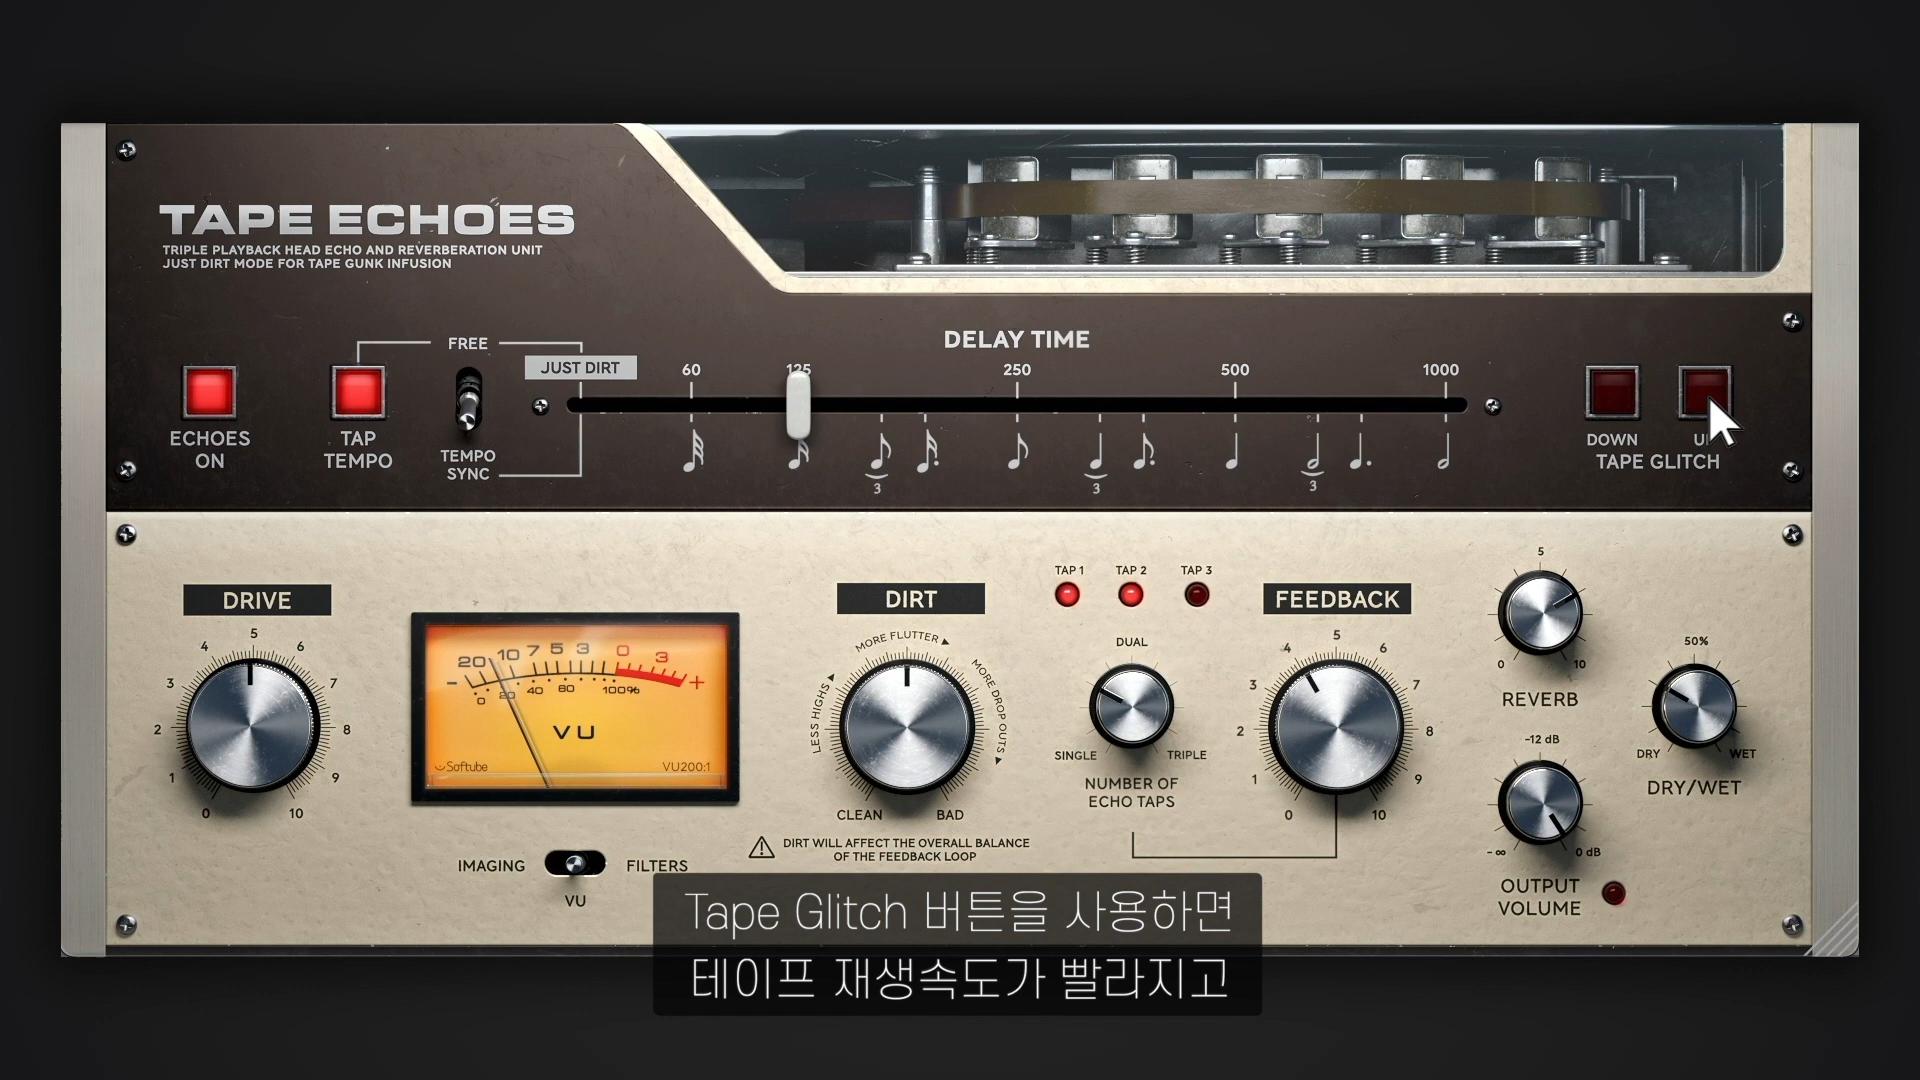 TAPE ECHOES
TRIPLE PLAYBACK HEAD ECHO AND REVERBERATION UNIT
JUST DIRT MODE FOR TAPE GUNK INFUSION
ECHOES
ON
TAP
TEMPO
FREE
TEMPO
SYNC
JUST DIRT
DELAY TIME
60
125
250
500
1000
3
3
3
DOWN
TAPE GLITCH
DRIVE
0
1
2
3
4
5
6
7
8
9
10
20 10 7 5 3 0 3
- +
0 20 40 80 100%
VU
Softube
VU200:1
IMAGING
FILTERS
VU
DIRT
LESS HIGHS
MORE FLUTTER
MORE DROP OUTS
CLEAN
BAD
DIRT WILL AFFECT THE OVERALL BALANCE
OF THE FEEDBACK LOOP
TAP 1
TAP 2
TAP 3
DUAL
SINGLE
TRIPLE
NUMBER OF
ECHO TAPS
FEEDBACK
0
1
2
3
4
5
6
7
8
9
10
5
0
10
REVERB
50%
DRY
WET
DRY/WET
-12 dB
-∞
0 dB
OUTPUT
VOLUME
Tape Glitch 버튼을 사용하면
테이프 재생속도가 빨라지고